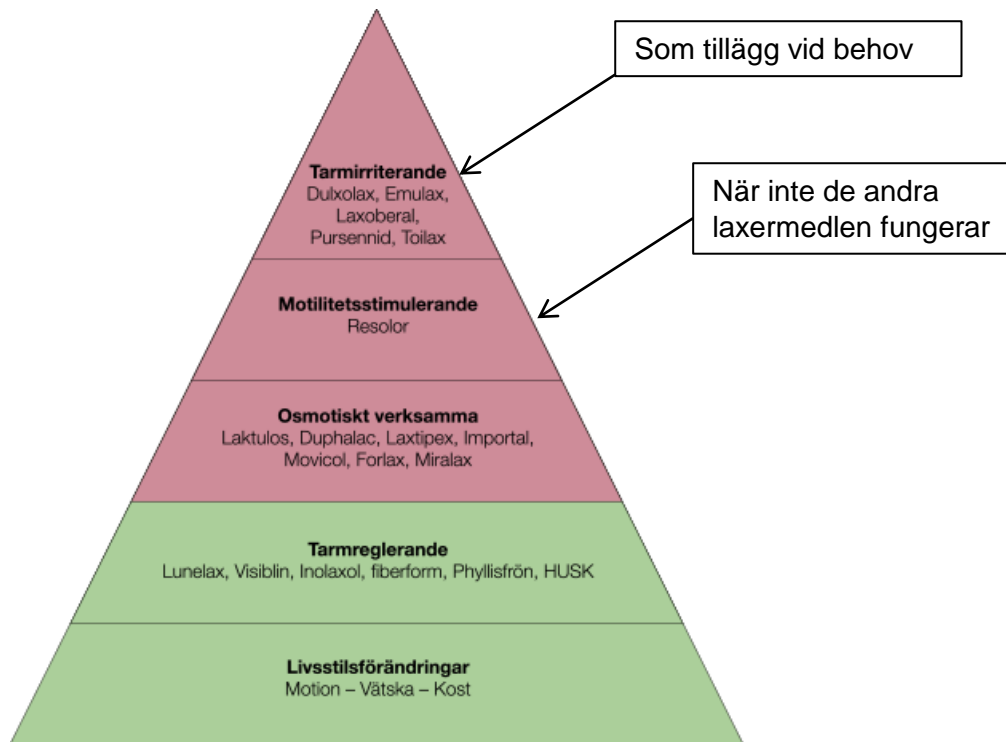 Som tillägg vid behov
Tarmirriterande
Dulxolax, Emulax,
Laxoberal,
Pursennid, Toilax
När inte de andra
laxermedlen fungerar
Motilitetsstimulerande
Resolor
Osmotiskt verksamma
Laktulos, Duphalac, Laxtipex, Importal,
Movicol, Forlax, Miralax
Tarmreglerande
Lunelax, Visiblin, Inolaxol, fiberform, Phyllisfrön, HUSK
Livsstilsförändringar
Motion – Vätska – Kost